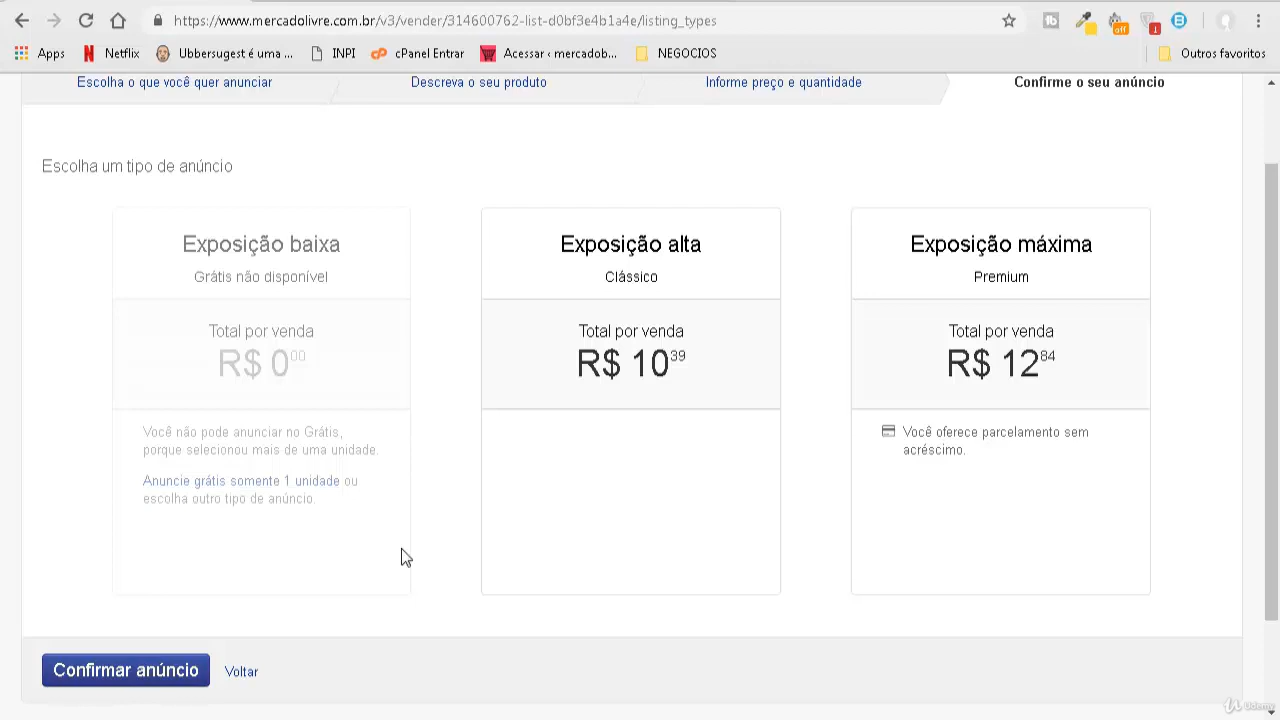 https://www.mercadolivre.com.br/v3/vender/314600762-list-d0bf3e4b1a4e/listing_types
off
1
Apps
Netflix
Ubbersugest é uma ...
INPI
cPanel Entrar
Acessar ‹ mercadob...
NEGOCIOS
Outros favoritos
Escolha o que você quer anunciar
Descreva o seu produto
Informe preço e quantidade
Confirme o seu anúncio
Escolha um tipo de anúncio
Exposição baixa
Grátis não disponível
Total por venda
R$ 0 00
Você não pode anunciar no Grátis,
porque selecionou mais de uma unidade.
Anuncie grátis somente 1 unidade ou
escolha outro tipo de anúncio.
Exposição alta
Clássico
Total por venda
R$ 10 39
Exposição máxima
Premium
Total por venda
R$ 12 84
Você oferece parcelamento sem
acréscimo.
Confirmar anúncio
Voltar
Udemy